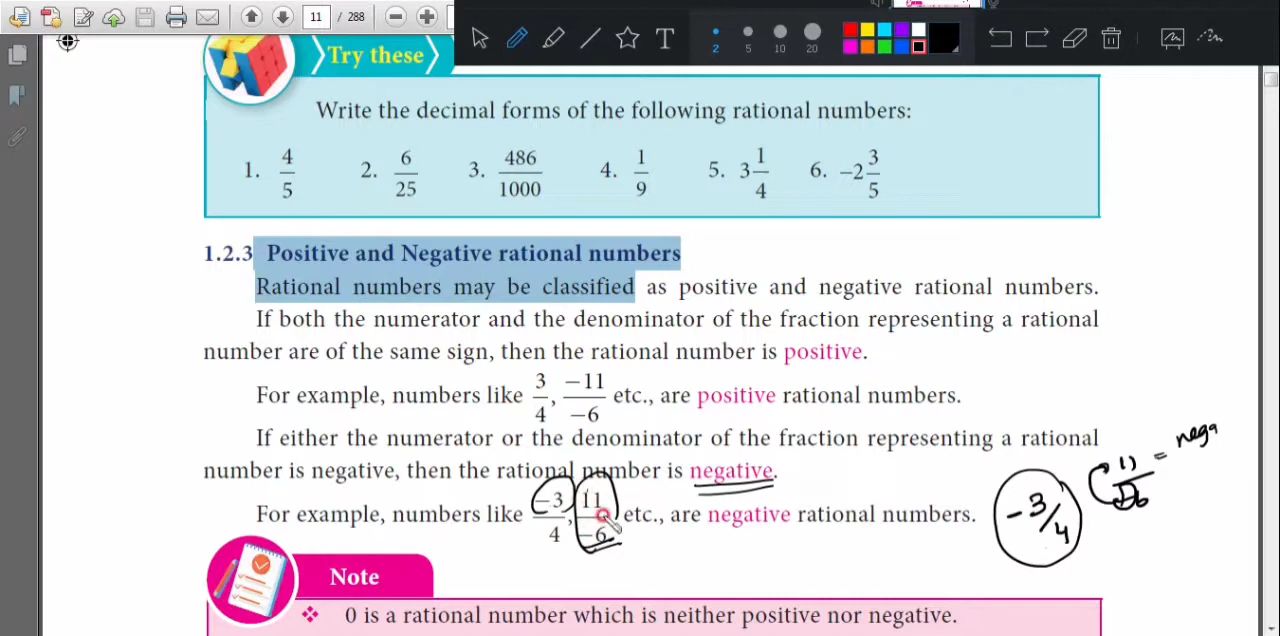 11 / 288
2 5 10 20
Try these
Write the decimal forms of the following rational numbers:
1. 4/5 2. 6/25 3. 486/1000 4. 1/9 5. 3 1/4 6. −2 3/5
1.2.3 Positive and Negative rational numbers
Rational numbers may be classified as positive and negative rational numbers.
If both the numerator and the denominator of the fraction representing a rational
number are of the same sign, then the rational number is positive.
For example, numbers like 3/4, −11/−6 etc., are positive rational numbers.
If either the numerator or the denominator of the fraction representing a rational
number is negative, then the rational number is negative.
For example, numbers like −3/4, 11/−6 etc., are negative rational numbers.
−3/4
= nega
Note
❖ 0 is a rational number which is neither positive nor negative.